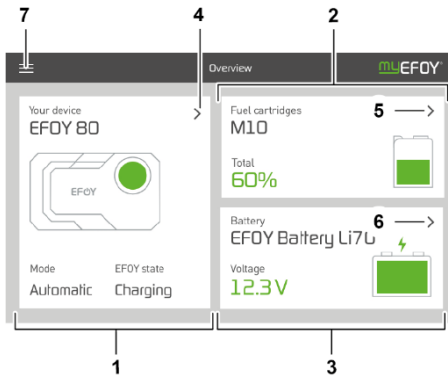 7
4
2
Overview
myEFOY
Your device
EFOY 80
EFOY
Mode
EFOY state
Automatic
Charging
Fuel cartridges
5
M10
Total
60%
Battery
6
EFOY Battery Li70
Voltage
12.3 V
1
3